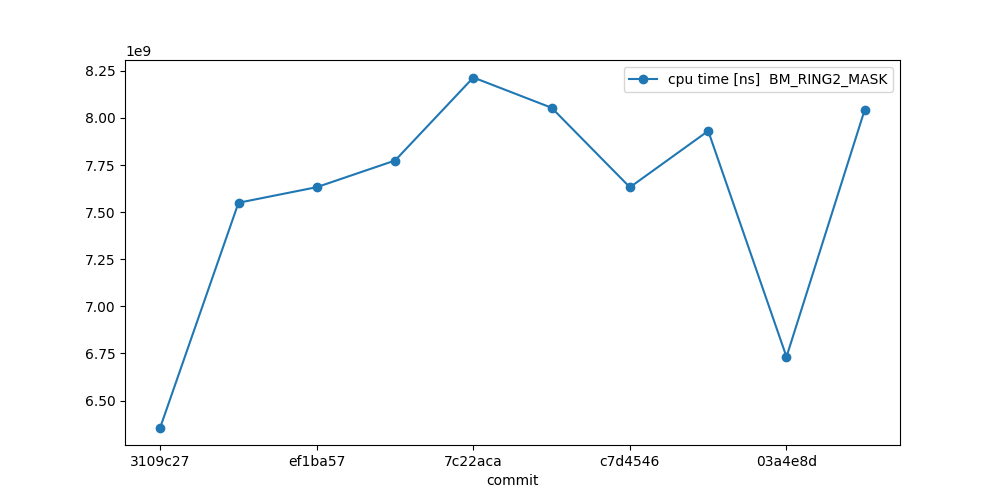 1e9
8.25
8.00
7.75
7.50
7.25
7.00
6.75
6.50
cpu time [ns]  BM_RING2_MASK
3109c27 ef1ba57 7c22aca c7d4546 03a4e8d
commit